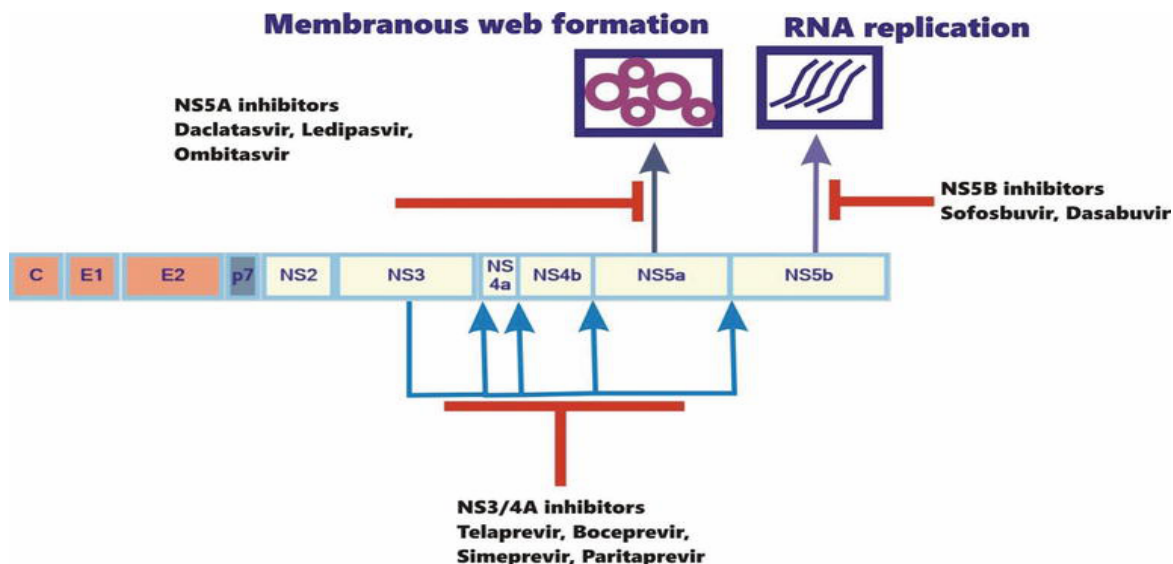 Membranous web formation
RNA replication
NS5A inhibitors
Daclatasvir, Ledipasvir,
Ombitasvir
NS5B inhibitors
Sofosbuvir, Dasabuvir
C
E1
E2
p7
NS2
NS3
NS
4a
NS4b
NS5a
NS5b
NS3/4A inhibitors
Telaprevir, Boceprevir,
Simeprevir, Paritaprevir